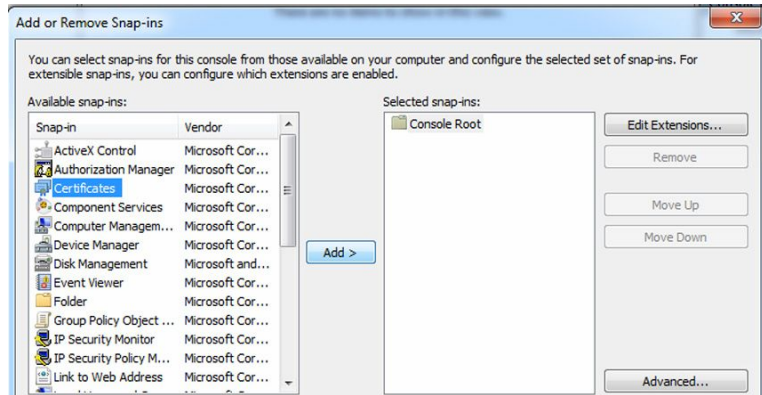 Add or Remove Snap-ins
You can select snap-ins for this console from those available on your computer and configure the selected set of snap-ins. For
extensible snap-ins, you can configure which extensions are enabled.
Available snap-ins:
Selected snap-ins:
Snap-in Vendor
ActiveX Control Microsoft Cor...
Authorization Manager Microsoft Cor...
Certificates Microsoft Cor...
Component Services Microsoft Cor...
Computer Managem... Microsoft Cor...
Device Manager Microsoft Cor...
Disk Management Microsoft and...
Event Viewer Microsoft Cor...
Folder Microsoft Cor...
Group Policy Object ... Microsoft Cor...
IP Security Monitor Microsoft Cor...
IP Security Policy M... Microsoft Cor...
Link to Web Address Microsoft Cor...
Add >
Console Root
Edit Extensions...
Remove
Move Up
Move Down
Advanced...